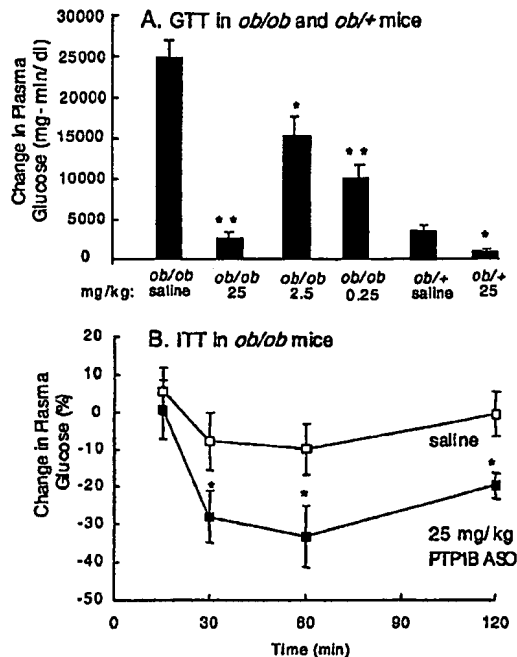 A. GTT in ob/ob and ob/+ mice
Change in Plasma
Glucose (mg-min/dl)
30000
25000
20000
15000
10000
5000
0
**
*
**
*
ob/ob ob/ob ob/ob ob/ob ob/+ ob/+
mg/kg: saline 25 2.5 0.25 saline 25
B. ITT in ob/ob mice
Change in Plasma
Glucose (%)
20
10
0
-10
-20
-30
-40
-50
saline
*
*
*
25 mg/kg
PTP1B ASO
0 30 60 90 120
Time (min)